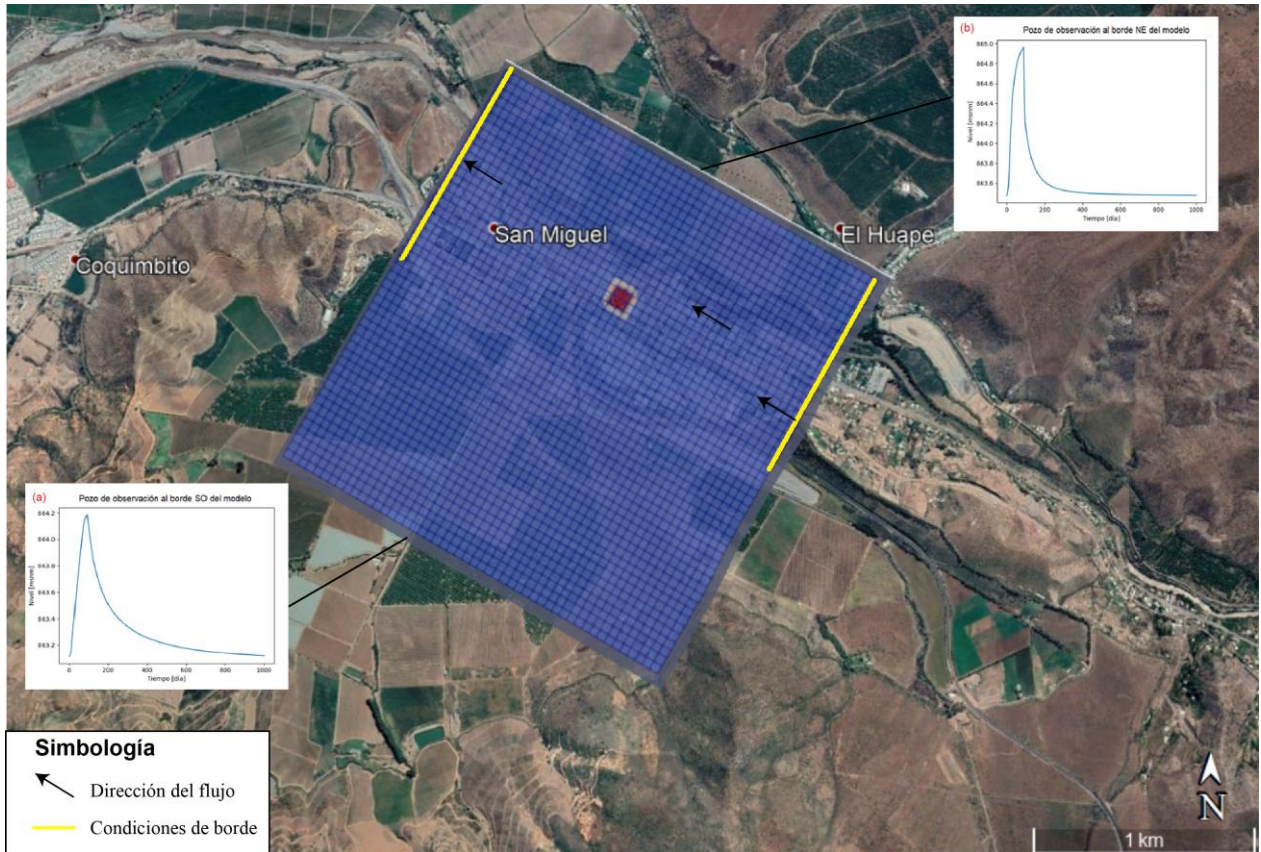 (b)
Pozo de observación al borde NE del modelo
865.0
864.8
864.6
864.4
864.2
864.0
863.8
863.6
Nivel [msnm]
0
200
400
600
800
1000
Tiempo [día]
San Miguel
El Huape
Coquimbito
(a)
Pozo de observación al borde SO del modelo
864.2
864.0
863.8
863.6
863.4
863.2
Nivel [msnm]
0
200
400
600
800
1000
Tiempo [día]
Simbología
Dirección del flujo
Condiciones de borde
N
1 km